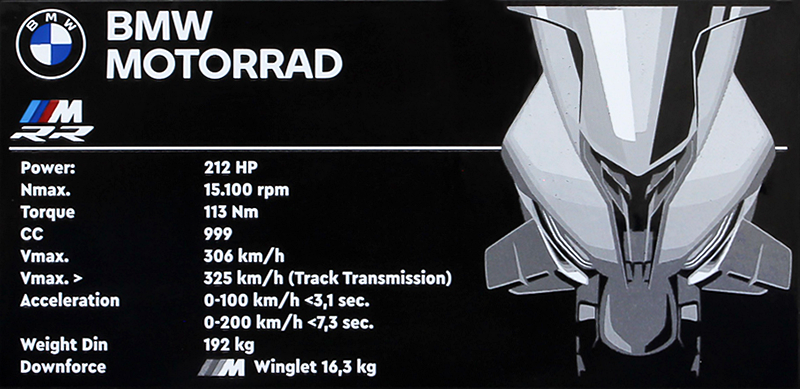 BMW
BMW
MOTORRAD
M
RR
Power: 212 HP
Nmax. 15.100 rpm
Torque 113 Nm
CC 999
Vmax. 306 km/h
Vmax. > 325 km/h (Track Transmission)
Acceleration 0-100 km/h <3,1 sec.
0-200 km/h <7,3 sec.
Weight Din 192 kg
Downforce M Winglet 16,3 kg